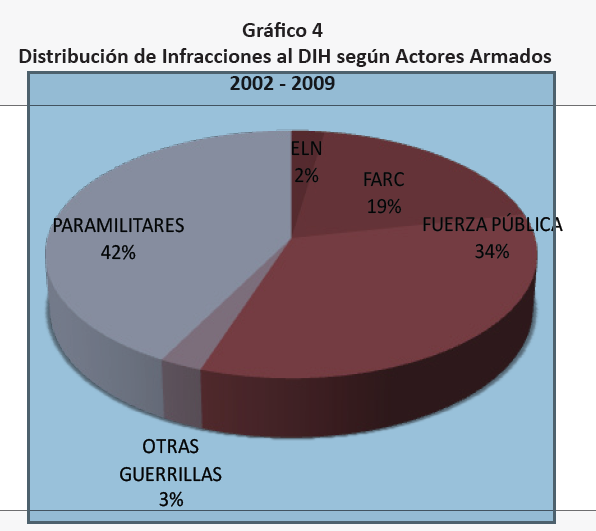 Gráfico 4
Distribución de Infracciones al DIH según Actores Armados
2002 - 2009
ELN
2%
FARC
19%
FUERZA PÚBLICA
34%
PARAMILITARES
42%
OTRAS
GUERRILLAS
3%